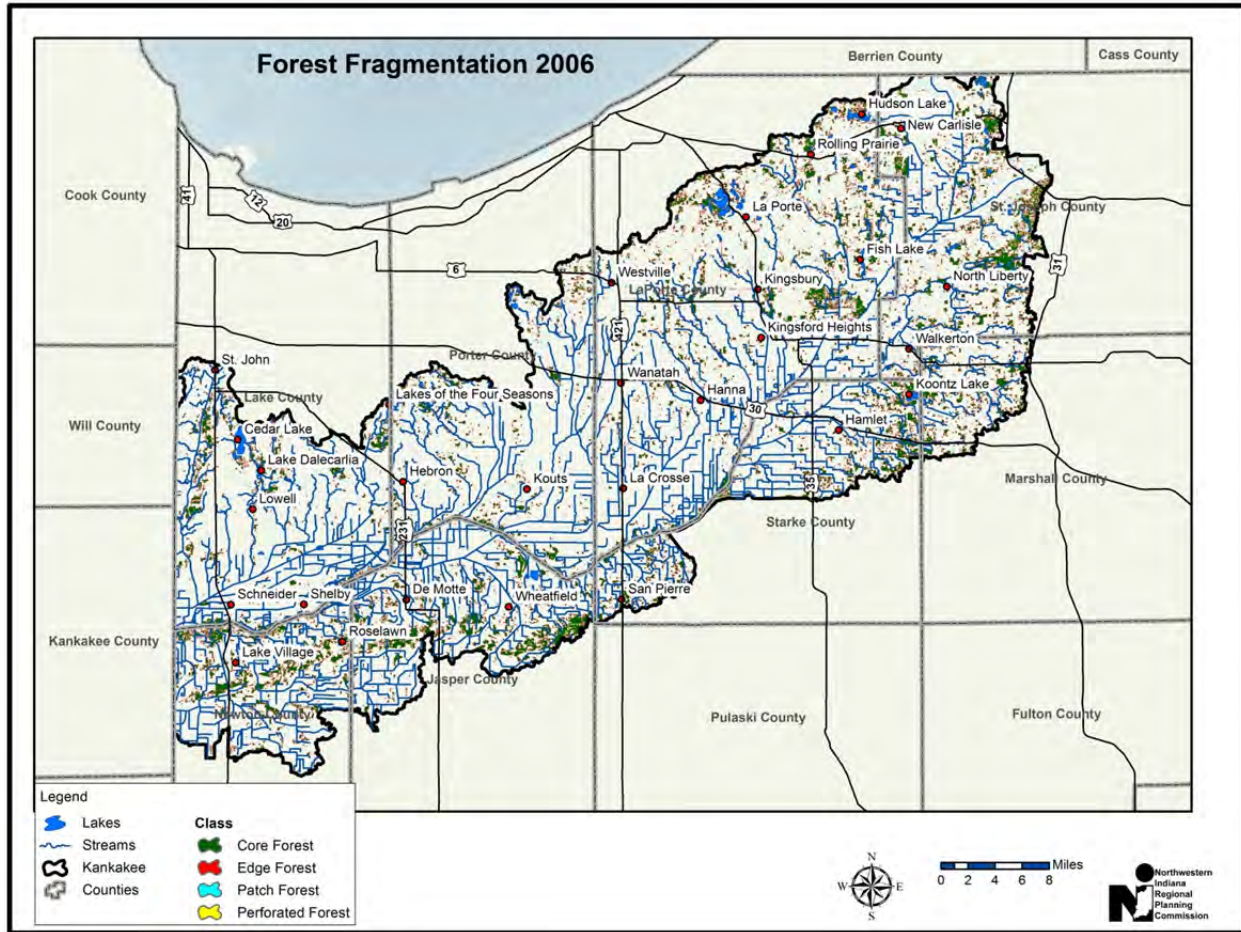 Forest Fragmentation 2006
Berrien County
Cass County
Hudson Lake
New Carlisle
Rolling Prairie
Cook County
41
12
20
La Porte
St. Joseph County
Fish Lake
31
6
Westville
Kingsbury
North Liberty
LaPorte County
421
Kingsford Heights
Walkerton
St. John
Porter County
Wanatah
Koontz Lake
Lake County
Lakes of the Four Seasons
Hanna
30
Will County
Cedar Lake
Hamlet
Lake Dalecarlia
Hebron
Kouts
La Crosse
35
Marshall County
Lowell
231
Starke County
Schneider
Shelby
De Motte
Wheatfield
San Pierre
Kankakee County
Roselawn
Lake Village
Jasper County
Newton County
Pulaski County
Fulton County
Legend
Lakes
Streams
Kankakee
Counties
Class
Core Forest
Edge Forest
Patch Forest
Perforated Forest
N
W E
S
Miles
0 2 4 6 8
Northwestern
Indiana
Regional
Planning
Commission